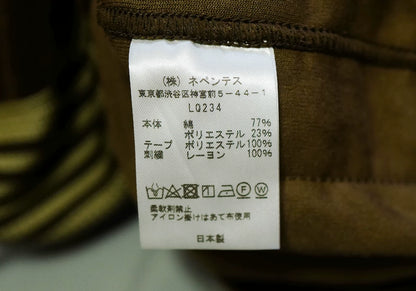 (株) ネペンテス
東京都渋谷区神宮前5-44-1
LQ234
本体 綿 77%
ポリエステル 23%
テープ ポリエステル100%
刺繍 レーヨン 100%
柔軟剤禁止
アイロン掛けはあて布使用
日本製